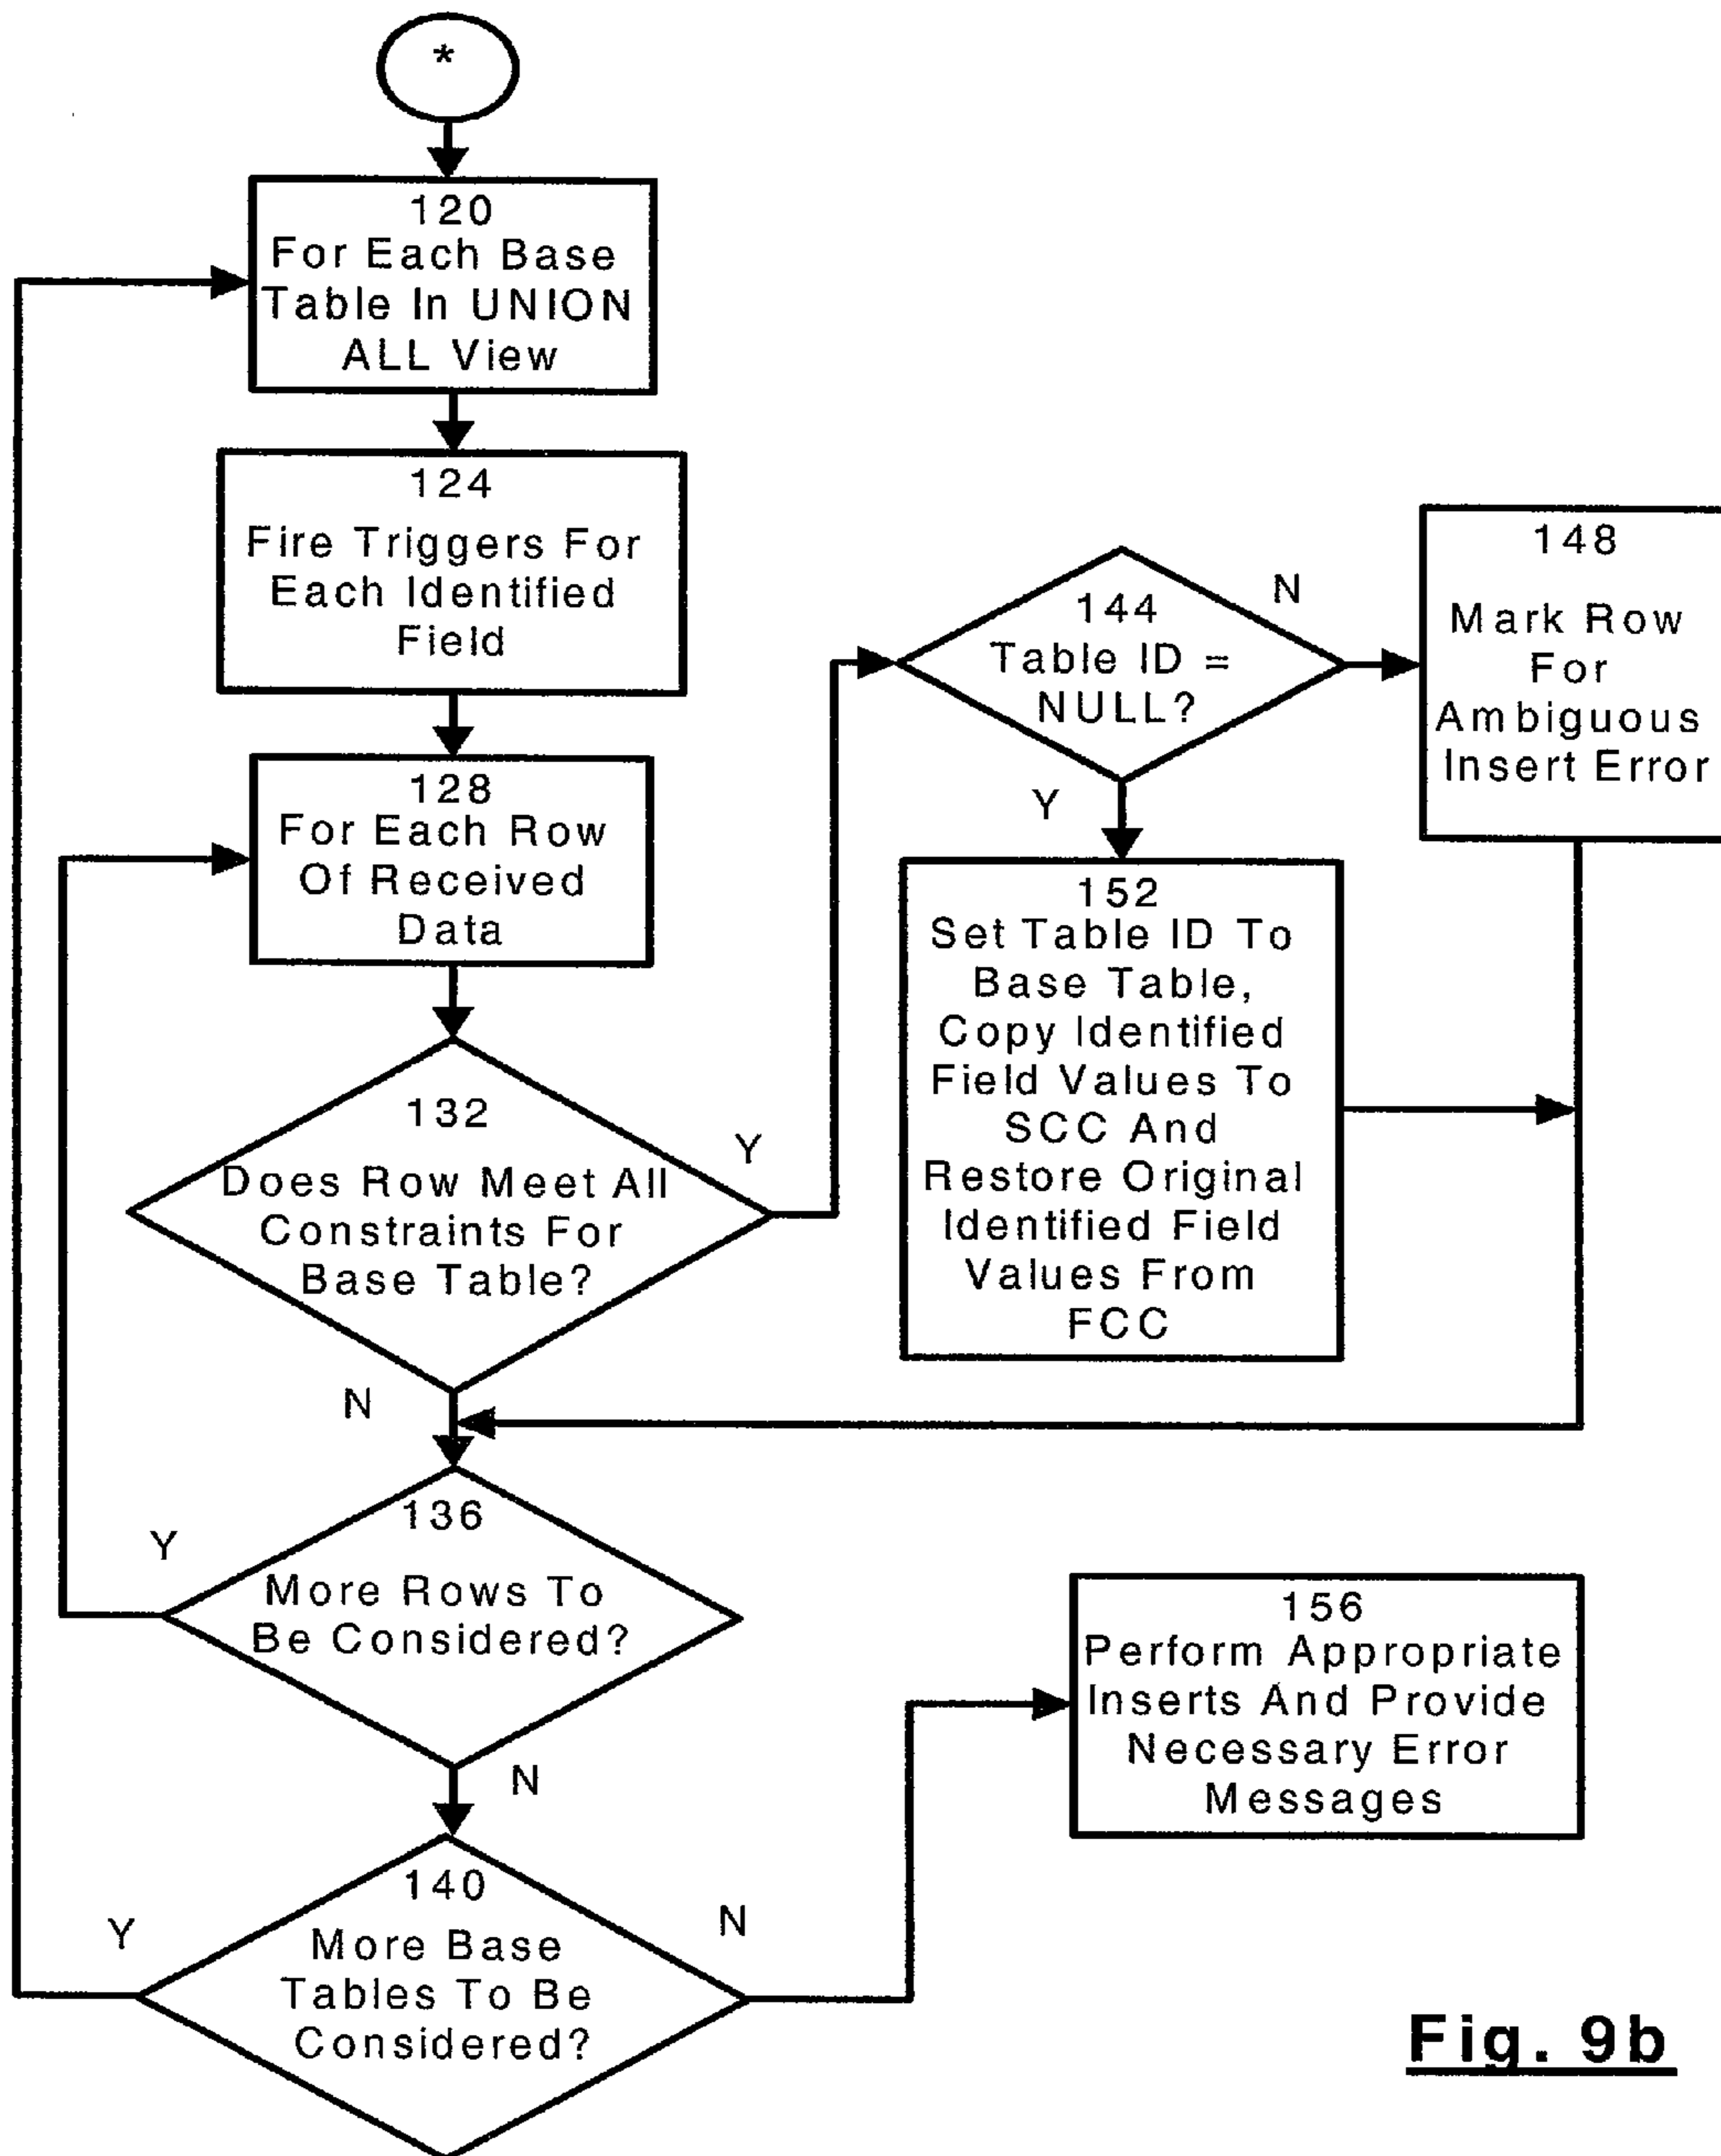 *
120
For Each Base
Table In UNION
ALL View
124
Fire Triggers For
Each Identified
Field
128
For Each Row
Of Received
Data
132
Does Row Meet All
Constraints For
Base Table?
Y
N
144
Table ID =
NULL?
N
Y
148
Mark Row
For
Ambiguous
Insert Error
152
Set Table ID To
Base Table,
Copy Identified
Field Values To
SCC And
Restore Original
Identified Field
Values From
FCC
136
More Rows To
Be Considered?
Y
N
140
More Base
Tables To Be
Considered?
Y
N
156
Perform Appropriate
Inserts And Provide
Necessary Error
Messages
Fig. 9b